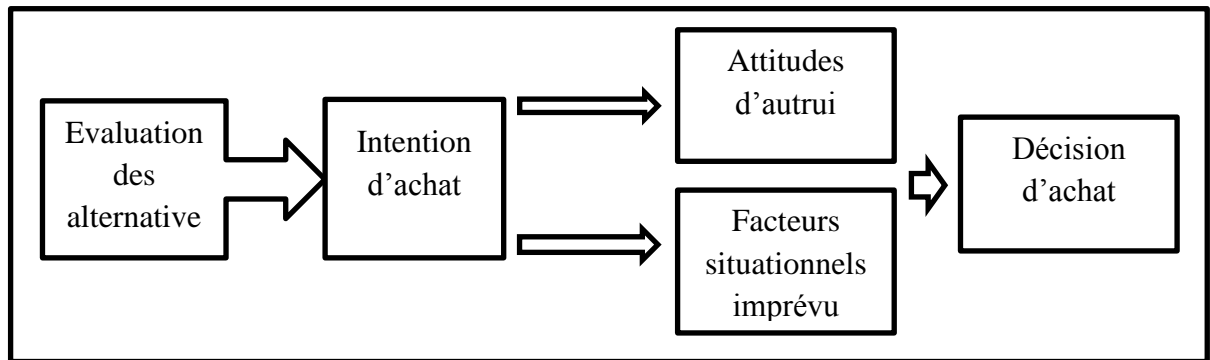 Evaluation
des
alternative
Intention
d’achat
Attitudes
d’autrui
Facteurs
situationnels
imprévu
Décision
d’achat